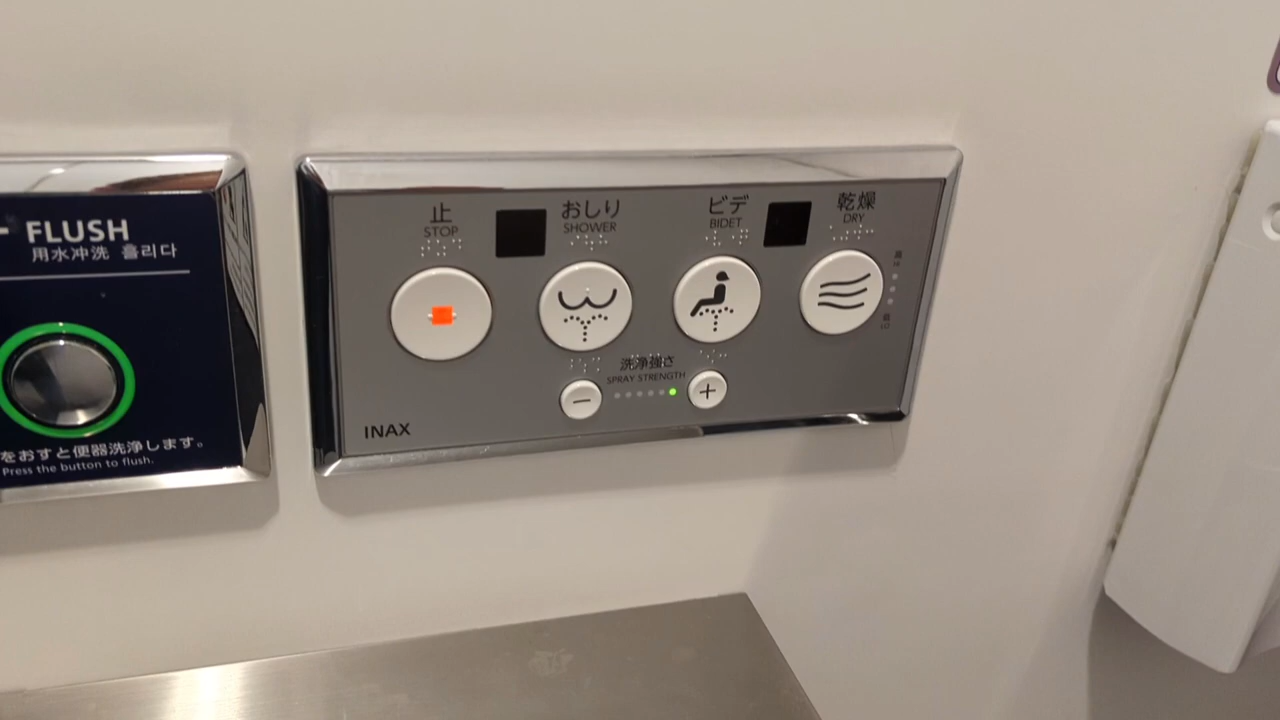 FLUSH
用水冲洗 흘리다
をおすと便器洗浄します。
Press the button to flush.
止
STOP
おしり
SHOWER
ビデ
BIDET
乾燥
DRY
洗浄強さ
SPRAY STRENGTH
−
+
INAX